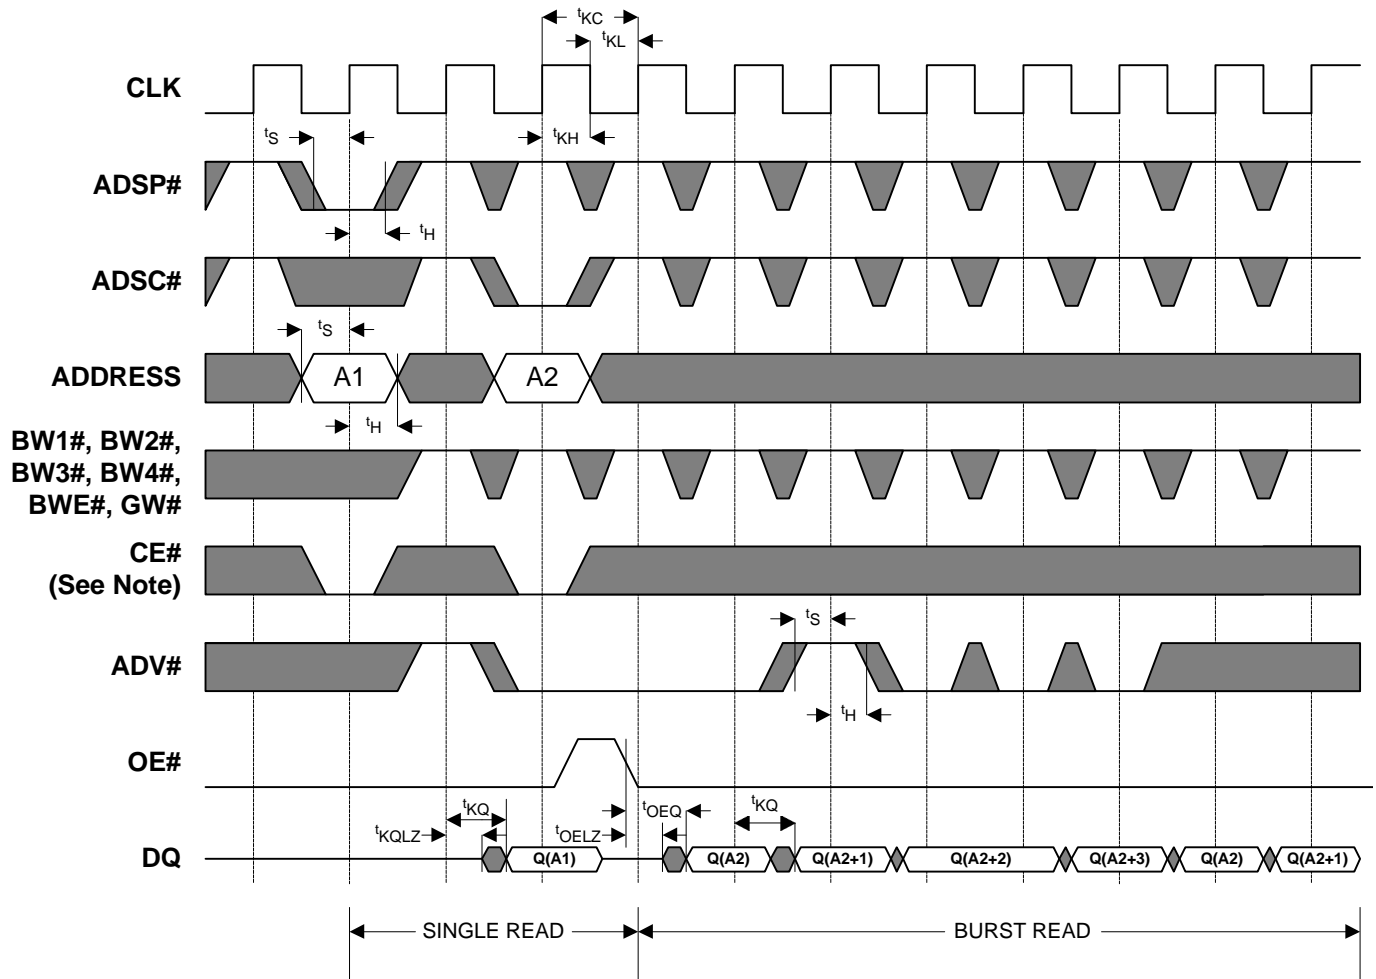 tKC
tKL
CLK
tS
tKH
ADSP#
tH
ADSC#
tS
ADDRESS
A1
A2
tH
BW1#, BW2#,
BW3#, BW4#,
BWE#, GW#
CE#
(See Note)
tS
ADV#
tH
OE#
tKQ
tOEQ
tKQ
tKQLZ
tOELZ
DQ
Q(A1)
Q(A2)
Q(A2+1)
Q(A2+2)
Q(A2+3)
Q(A2)
Q(A2+1)
SINGLE READ
BURST READ